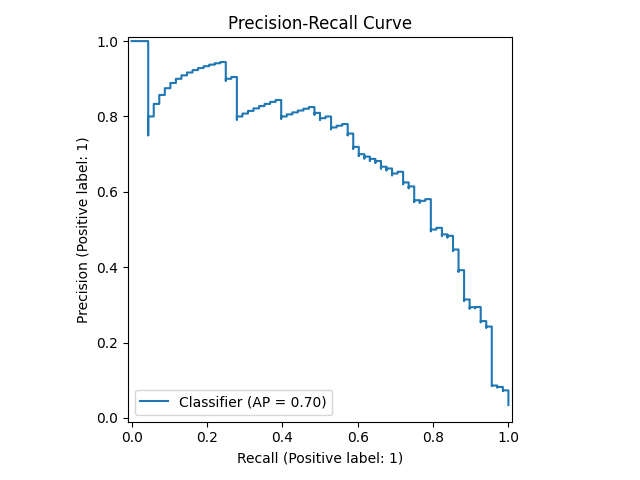 Precision-Recall Curve
1.0
0.8
0.6
0.4
0.2
0.0
Precision (Positive label: 1)
Classifier (AP = 0.70)
0.0 0.2 0.4 0.6 0.8 1.0
Recall (Positive label: 1)